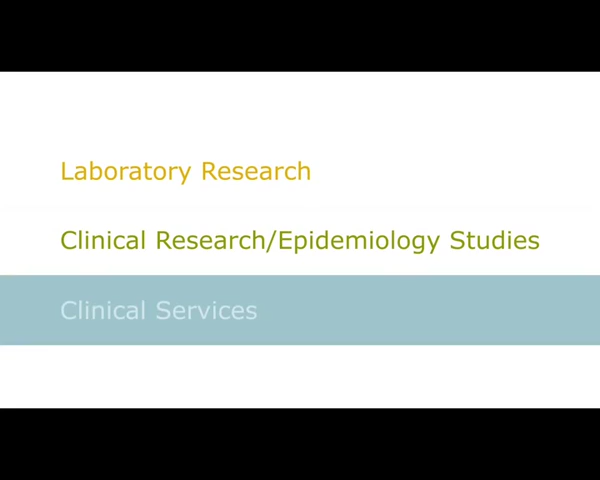 Laboratory Research
Clinical Research/Epidemiology Studies
Clinical Services